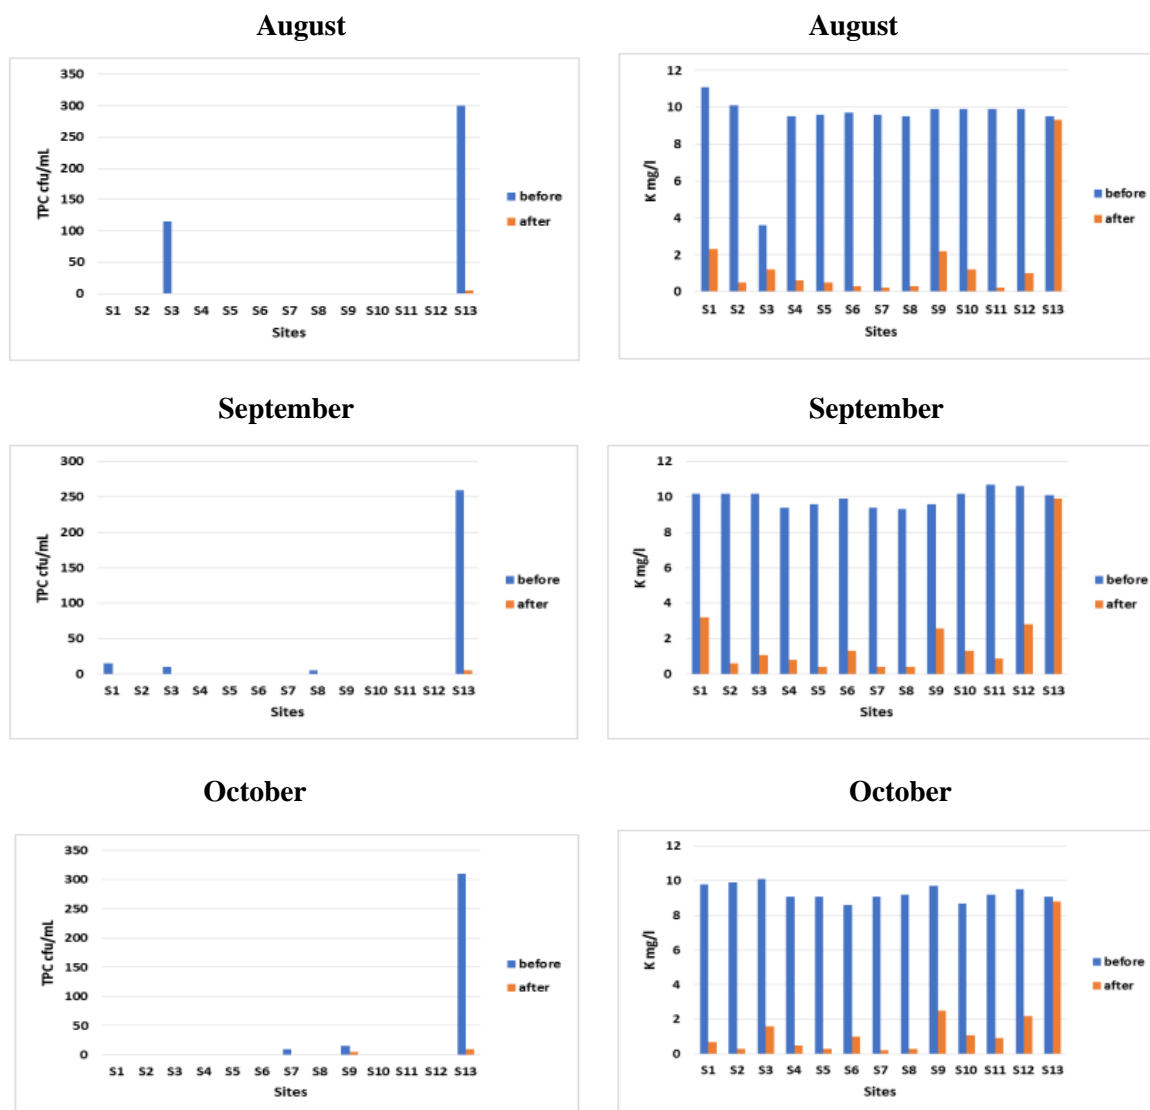 August
350
300
250
200
150
100
50
0
TPC cfu/mL
S1 S2 S3 S4 S5 S6 S7 S8 S9 S10 S11 S12 S13
Sites
before
after
August
12
10
8
6
4
2
0
K mg/l
S1 S2 S3 S4 S5 S6 S7 S8 S9 S10 S11 S12 S13
Sites
before
after
September
300
250
200
150
100
50
0
TPC cfu/mL
S1 S2 S3 S4 S5 S6 S7 S8 S9 S10 S11 S12 S13
Sites
before
after
September
12
10
8
6
4
2
0
K mg/l
S1 S2 S3 S4 S5 S6 S7 S8 S9 S10 S11 S12 S13
Sites
before
after
October
350
300
250
200
150
100
50
0
TPC cfu/mL
S1 S2 S3 S4 S5 S6 S7 S8 S9 S10 S11 S12 S13
Sites
before
after
October
12
10
8
6
4
2
0
K mg/l
S1 S2 S3 S4 S5 S6 S7 S8 S9 S10 S11 S12 S13
Sites
before
after